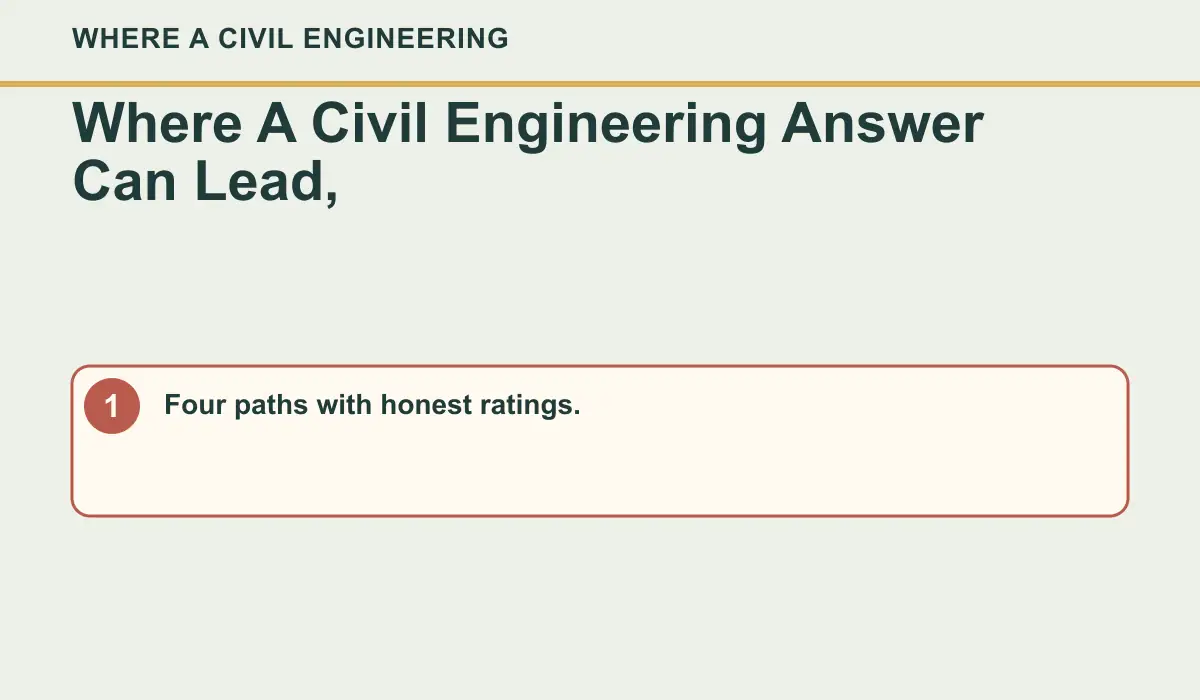 WHERE A CIVIL ENGINEERING
Where A Civil Engineering Answer
Can Lead,
1 Four paths with honest ratings.